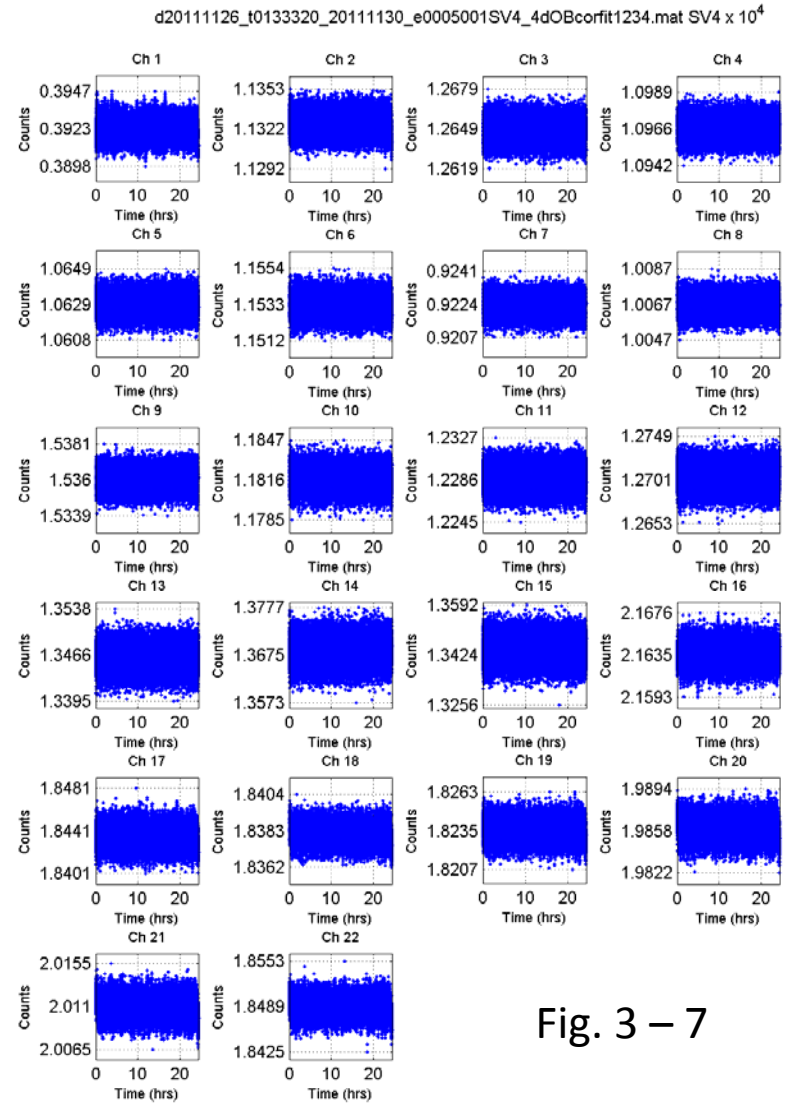 d20111126_t0133320_20111130_e0005001SV4_4dOBcorfit1234.mat SV4 x 10^4
Ch 1
Counts
0.3947
0.3923
0.3898
0 10 20
Time (hrs)
Ch 2
Counts
1.1353
1.1322
1.1292
0 10 20
Time (hrs)
Ch 3
Counts
1.2679
1.2649
1.2619
0 10 20
Time (hrs)
Ch 4
Counts
1.0989
1.0966
1.0942
0 10 20
Time (hrs)
Ch 5
Counts
1.0649
1.0629
1.0608
0 10 20
Time (hrs)
Ch 6
Counts
1.1554
1.1533
1.1512
0 10 20
Time (hrs)
Ch 7
Counts
0.9241
0.9224
0.9207
0 10 20
Time (hrs)
Ch 8
Counts
1.0087
1.0067
1.0047
0 10 20
Time (hrs)
Ch 9
Counts
1.5381
1.536
1.5339
0 10 20
Time (hrs)
Ch 10
Counts
1.1847
1.1816
1.1785
0 10 20
Time (hrs)
Ch 11
Counts
1.2327
1.2286
1.2245
0 10 20
Time (hrs)
Ch 12
Counts
1.2749
1.2701
1.2653
0 10 20
Time (hrs)
Ch 13
Counts
1.3538
1.3466
1.3395
0 10 20
Time (hrs)
Ch 14
Counts
1.3777
1.3675
1.3573
0 10 20
Time (hrs)
Ch 15
Counts
1.3592
1.3424
1.3256
0 10 20
Time (hrs)
Ch 16
Counts
2.1676
2.1635
2.1593
0 10 20
Time (hrs)
Ch 17
Counts
1.8481
1.8441
1.8401
0 10 20
Time (hrs)
Ch 18
Counts
1.8404
1.8383
1.8362
0 10 20
Time (hrs)
Ch 19
Counts
1.8263
1.8235
1.8207
0 10 20
Time (hrs)
Ch 20
Counts
1.9894
1.9858
1.9822
0 10 20
Time (hrs)
Ch 21
Counts
2.0155
2.011
2.0065
0 10 20
Time (hrs)
Ch 22
Counts
1.8553
1.8489
1.8425
0 10 20
Time (hrs)
Fig. 3 – 7